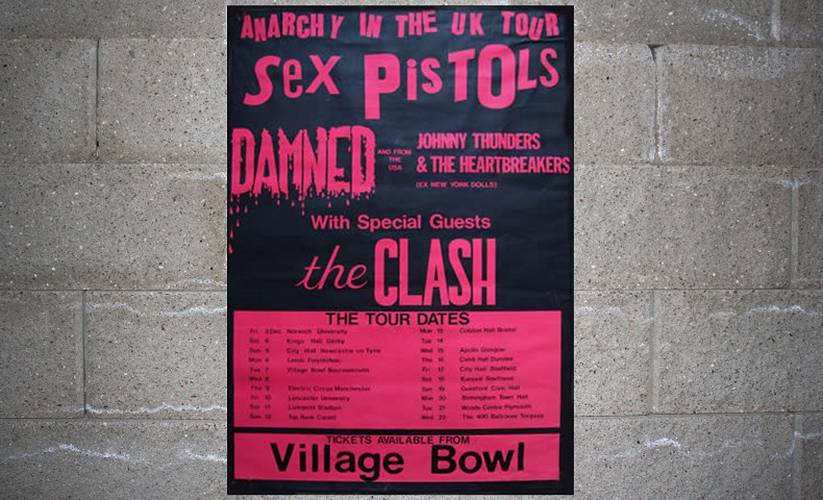 ANARCHY IN THE UK TOUR
Sex PisTOLs
DAMNED
AND FROM
THE
USA
JOHNNY THUNDERS
& THE HEARTBREAKERS
(EX NEW YORK DOLLS)
With Special Guests
the CLASH
THE TOUR DATES
Fri 3 Dec Norwich University
Sat 4 Kings Hall Derby
Sun 5 City Hall Newcastle on Tyne
Mon 6 Leeds Polytechnic
Tue 7 Village Bowl Bournemouth
Wed 8
Thu 9 Electric Circus Manchester
Fri 10 Lancaster University
Sat 11 Liverpool Stadium
Sun 12 Top Rank Cardiff
Mon 13 Colston Hall Bristol
Tue 14
Wed 15 Apollo Glasgow
Thu 16 Caird Hall Dundee
Fri 17 City Hall Sheffield
Sat 18 Kursaal Southend
Sun 19 Guildford Civic Hall
Mon 20 Birmingham Town Hall
Tue 21 Woods Centre Plymouth
Wed 22 The 400 Ballroom Torquay
TICKETS AVAILABLE FROM
Village Bowl